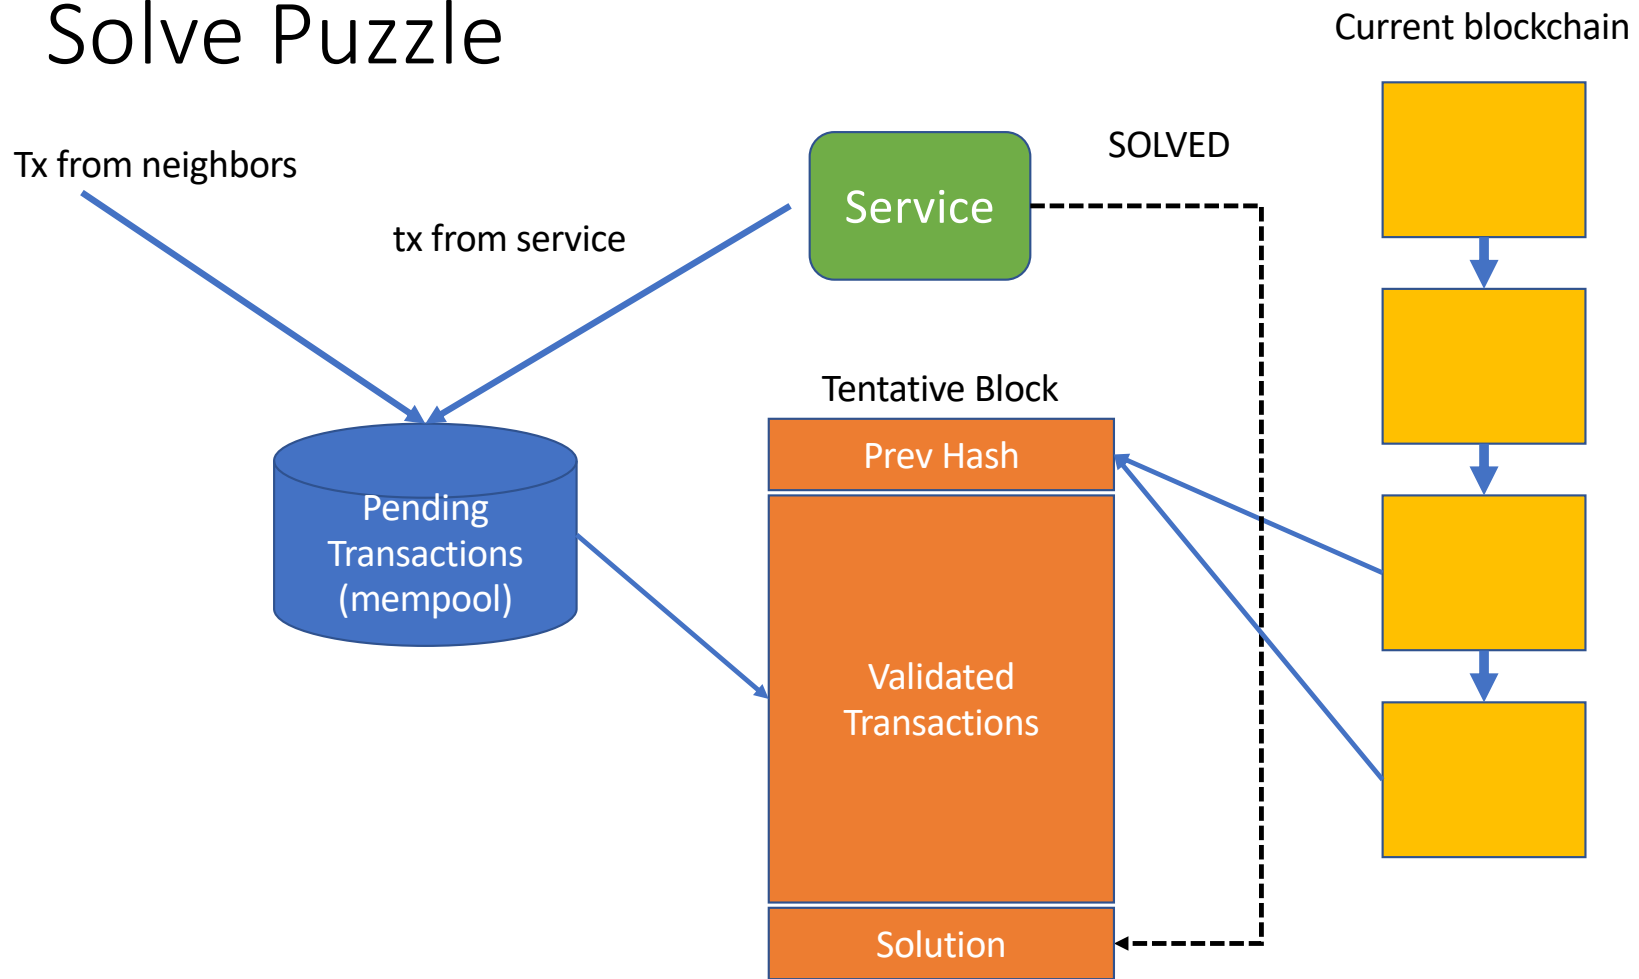 Solve Puzzle
Current blockchain
Tx from neighbors
tx from service
Service
SOLVED
Tentative Block
Prev Hash
Pending
Transactions
(mempool)
Validated
Transactions
Solution